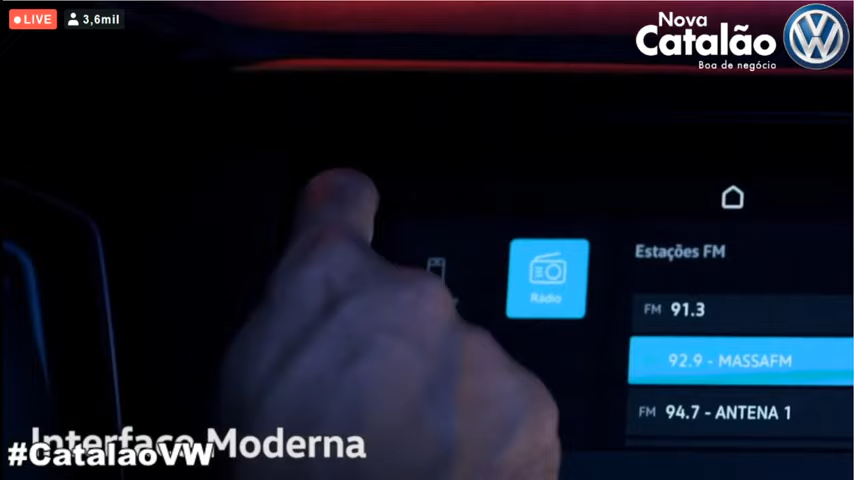 LIVE
3,6mil
Nova
Catalão
Boa de negócio
Estações FM
Rádio
FM 91.3
92.9 - MASSAFM
FM 94.7 - ANTENA 1
Interface Moderna
#CatalãoVW